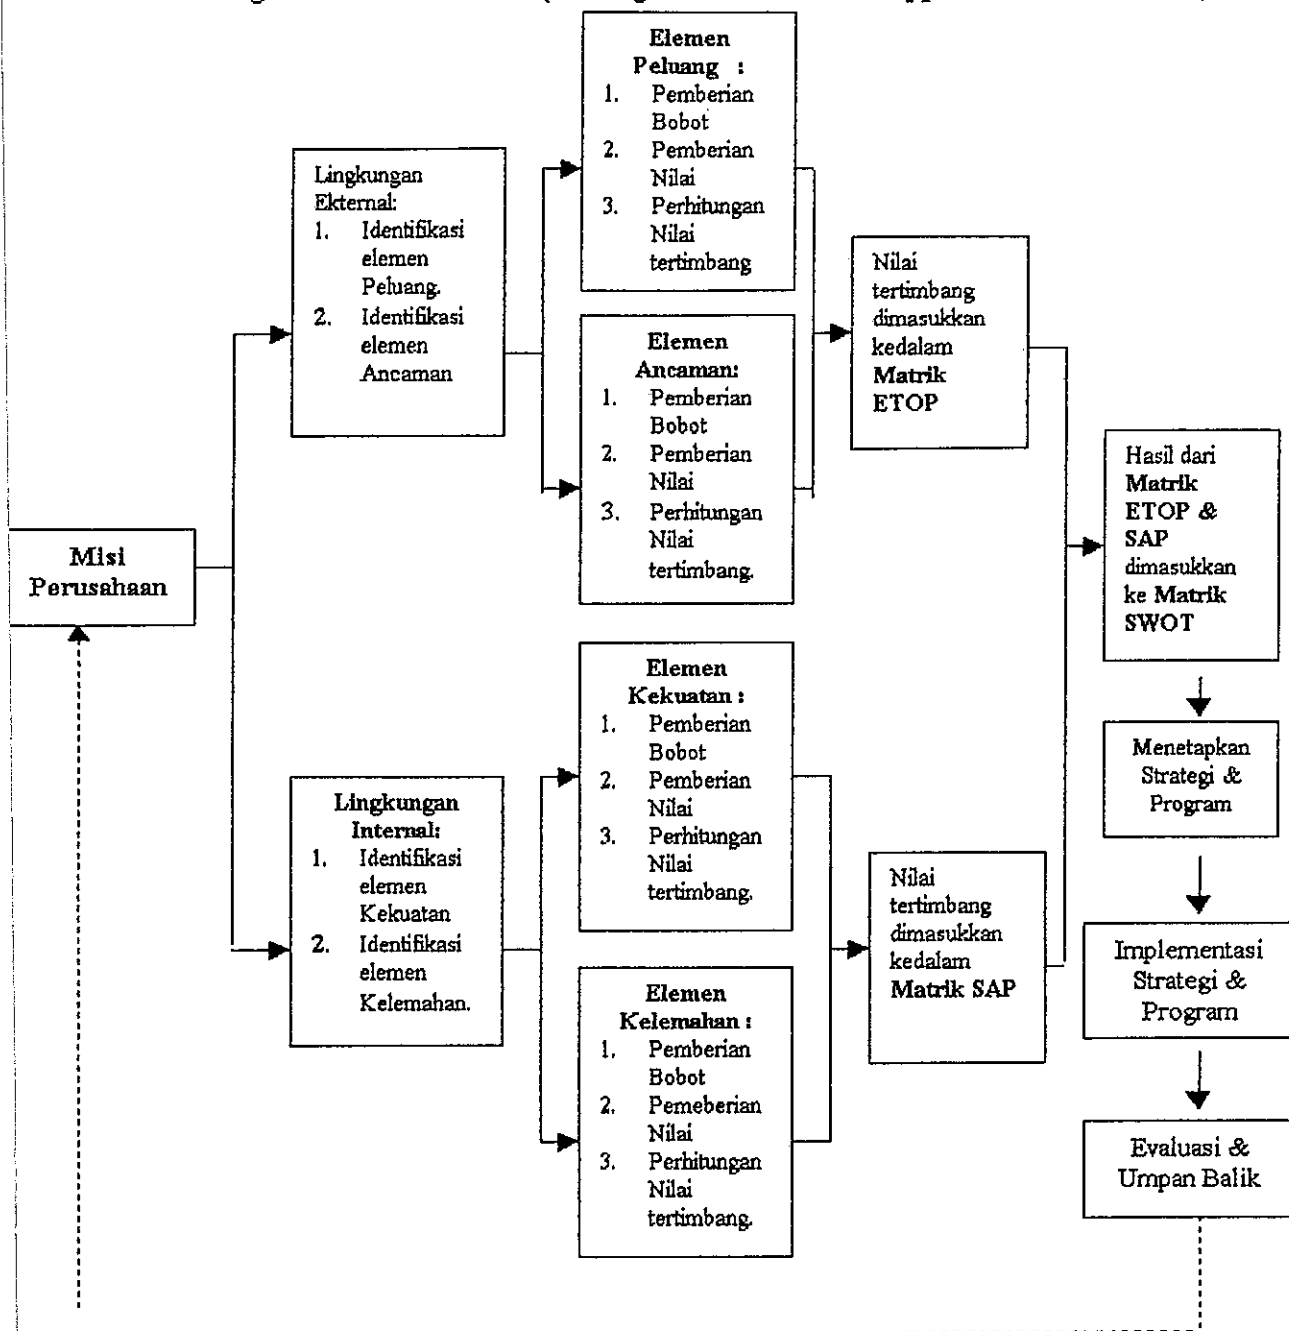 Elemen
Peluang :
1. Pemberian
Bobot
2. Pemberian
Nilai
3. Perhitungan
Nilai
tertimbang
Lingkungan
Ekternal:
1. Identifikasi
elemen
Peluang.
2. Identifikasi
elemen
Ancaman
Elemen
Ancaman:
1. Pemberian
Bobot
2. Pemberian
Nilai
3. Perhitungan
Nilai
tertimbang.
Nilai
tertimbang
dimasukkan
kedalam
Matrik
ETOP
Hasil dari
Matrik
ETOP &
SAP
dimasukkan
ke Matrik
SWOT
Misi
Perusahaan
Elemen
Kekuatan :
1. Pemberian
Bobot
2. Pemberian
Nilai
3. Perhitungan
Nilai
tertimbang.
Lingkungan
Internal:
1. Identifikasi
elemen
Kekuatan
2. Identifikasi
elemen
Kelemahan.
Elemen
Kelemahan :
1. Pemberian
Bobot
2. Pemeberian
Nilai
3. Perhitungan
Nilai
tertimbang.
Nilai
tertimbang
dimasukkan
kedalam
Matrik SAP
Menetapkan
Strategi &
Program
Implementasi
Strategi &
Program
Evaluasi &
Umpan Balik